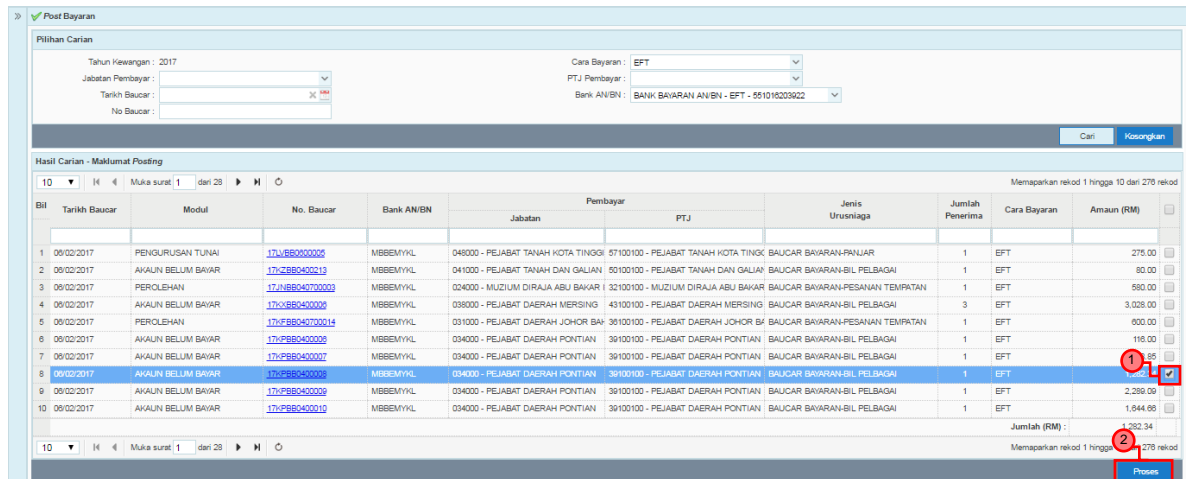 » Post Bayaran
Pilihan Carian
Tahun Kewangan : 2017 Cara Bayaran : EFT
Jabatan Pembayar : PTJ Pembayar :
Tarikh Baucar : Bank AN/BN : BANK BAYARAN AN/BN - EFT - 551016203922
No Baucar :
Cari Kosongkan
Hasil Carian - Maklumat Posting
10 Muka surat 1 dari 28 Memaparkan rekod 1 hingga 10 dari 276 rekod
Bil Tarikh Baucar Modul No. Baucar Bank AN/BN Pembayar Jenis Urusniaga Jumlah Penerima Cara Bayaran Amaun (RM)
Jabatan PTJ
1 06/02/2017 PENGURUSAN TUNAI 17LVBB0600005 MBBEMYKL 048000 - PEJABAT TANAH KOTA TINGGI 57100100 - PEJABAT TANAH KOTA TINGG BAUCAR BAYARAN-PANJAR 1 EFT 275.00
2 06/02/2017 AKAUN BELUM BAYAR 17KZBB0400213 MBBEMYKL 041000 - PEJABAT TANAH DAN GALIAN 50100100 - PEJABAT TANAH DAN GALIAN BAUCAR BAYARAN-BIL PELBAGAI 1 EFT 80.00
3 06/02/2017 PEROLEHAN 17JNBB040700003 MBBEMYKL 024000 - MUZIUM DIRAJA ABU BAKAR 32100100 - MUZIUM DIRAJA ABU BAKAR BAUCAR BAYARAN-PESANAN TEMPATAN 1 EFT 580.00
4 06/02/2017 AKAUN BELUM BAYAR 17KXBB0400006 MBBEMYKL 038000 - PEJABAT DAERAH MERSING 43100100 - PEJABAT DAERAH MERSING BAUCAR BAYARAN-BIL PELBAGAI 3 EFT 3,028.00
5 06/02/2017 PEROLEHAN 17KFBB040700014 MBBEMYKL 031000 - PEJABAT DAERAH JOHOR BAH 36100100 - PEJABAT DAERAH JOHOR BA BAUCAR BAYARAN-PESANAN TEMPATAN 1 EFT 600.00
6 06/02/2017 AKAUN BELUM BAYAR 17KPBB0400006 MBBEMYKL 034000 - PEJABAT DAERAH PONTIAN 39100100 - PEJABAT DAERAH PONTIAN BAUCAR BAYARAN-BIL PELBAGAI 1 EFT 116.00
7 06/02/2017 AKAUN BELUM BAYAR 17KPBB0400007 MBBEMYKL 034000 - PEJABAT DAERAH PONTIAN 39100100 - PEJABAT DAERAH PONTIAN BAUCAR BAYARAN-BIL PELBAGAI 1 EFT .85
1
8 06/02/2017 AKAUN BELUM BAYAR 17KPBB0400008 MBBEMYKL 034000 - PEJABAT DAERAH PONTIAN 39100100 - PEJABAT DAERAH PONTIAN BAUCAR BAYARAN-BIL PELBAGAI 1 EFT
9 06/02/2017 AKAUN BELUM BAYAR 17KPBB0400009 MBBEMYKL 034000 - PEJABAT DAERAH PONTIAN 39100100 - PEJABAT DAERAH PONTIAN BAUCAR BAYARAN-BIL PELBAGAI 1 EFT 2,289.09
10 06/02/2017 AKAUN BELUM BAYAR 17KPBB0400010 MBBEMYKL 034000 - PEJABAT DAERAH PONTIAN 39100100 - PEJABAT DAERAH PONTIAN BAUCAR BAYARAN-BIL PELBAGAI 1 EFT 1,644.66
Jumlah (RM) : 1,282.34
10 Muka surat 1 dari 28 Memaparkan rekod 1 hingga 276 rekod
2
Proses